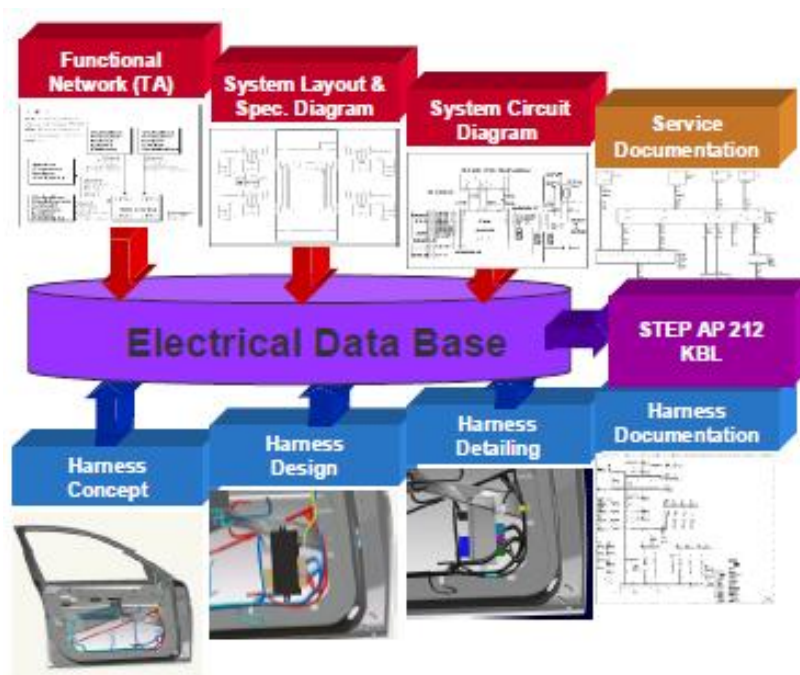 Functional
Network (TA)
System Layout &
Spec. Diagram
System Circuit
Diagram
Service
Documentation
Electrical Data Base
STEP AP 212
KBL
Harness
Concept
Harness
Design
Harness
Detailing
Harness
Documentation